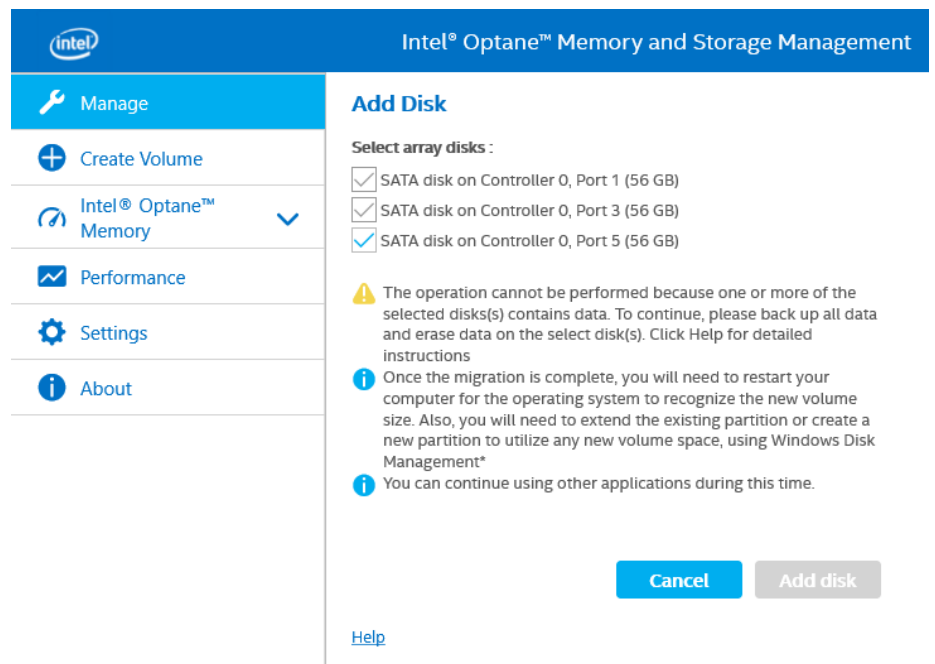 intel
Intel® Optane™ Memory and Storage Management
Manage
Create Volume
Intel® Optane™
Memory
Performance
Settings
About
Add Disk
Select array disks :
SATA disk on Controller 0, Port 1 (56 GB)
SATA disk on Controller 0, Port 3 (56 GB)
SATA disk on Controller 0, Port 5 (56 GB)
The operation cannot be performed because one or more of the
selected disks(s) contains data. To continue, please back up all data
and erase data on the select disk(s). Click Help for detailed
instructions
Once the migration is complete, you will need to restart your
computer for the operating system to recognize the new volume
size. Also, you will need to extend the existing partition or create a
new partition to utilize any new volume space, using Windows Disk
Management*
You can continue using other applications during this time.
Cancel
Add disk
Help